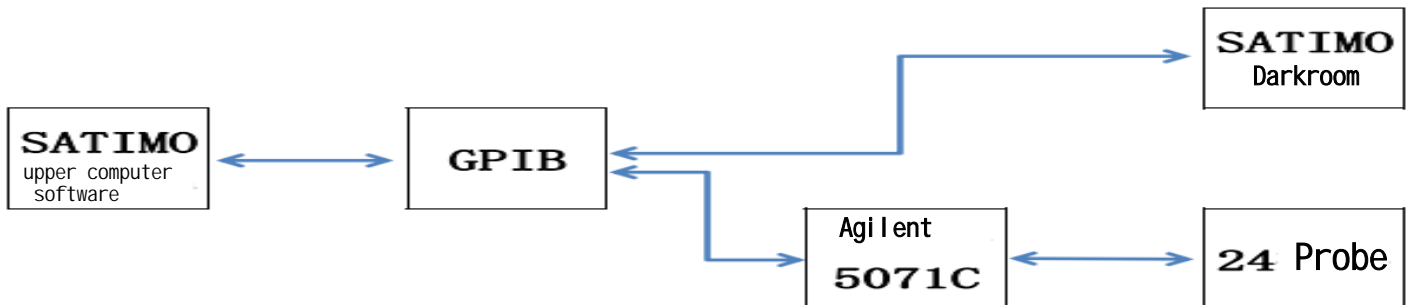 SATIMO
upper computer
software
GPIB
SATIMO
Darkroom
Agilent
5071C
24 Probe